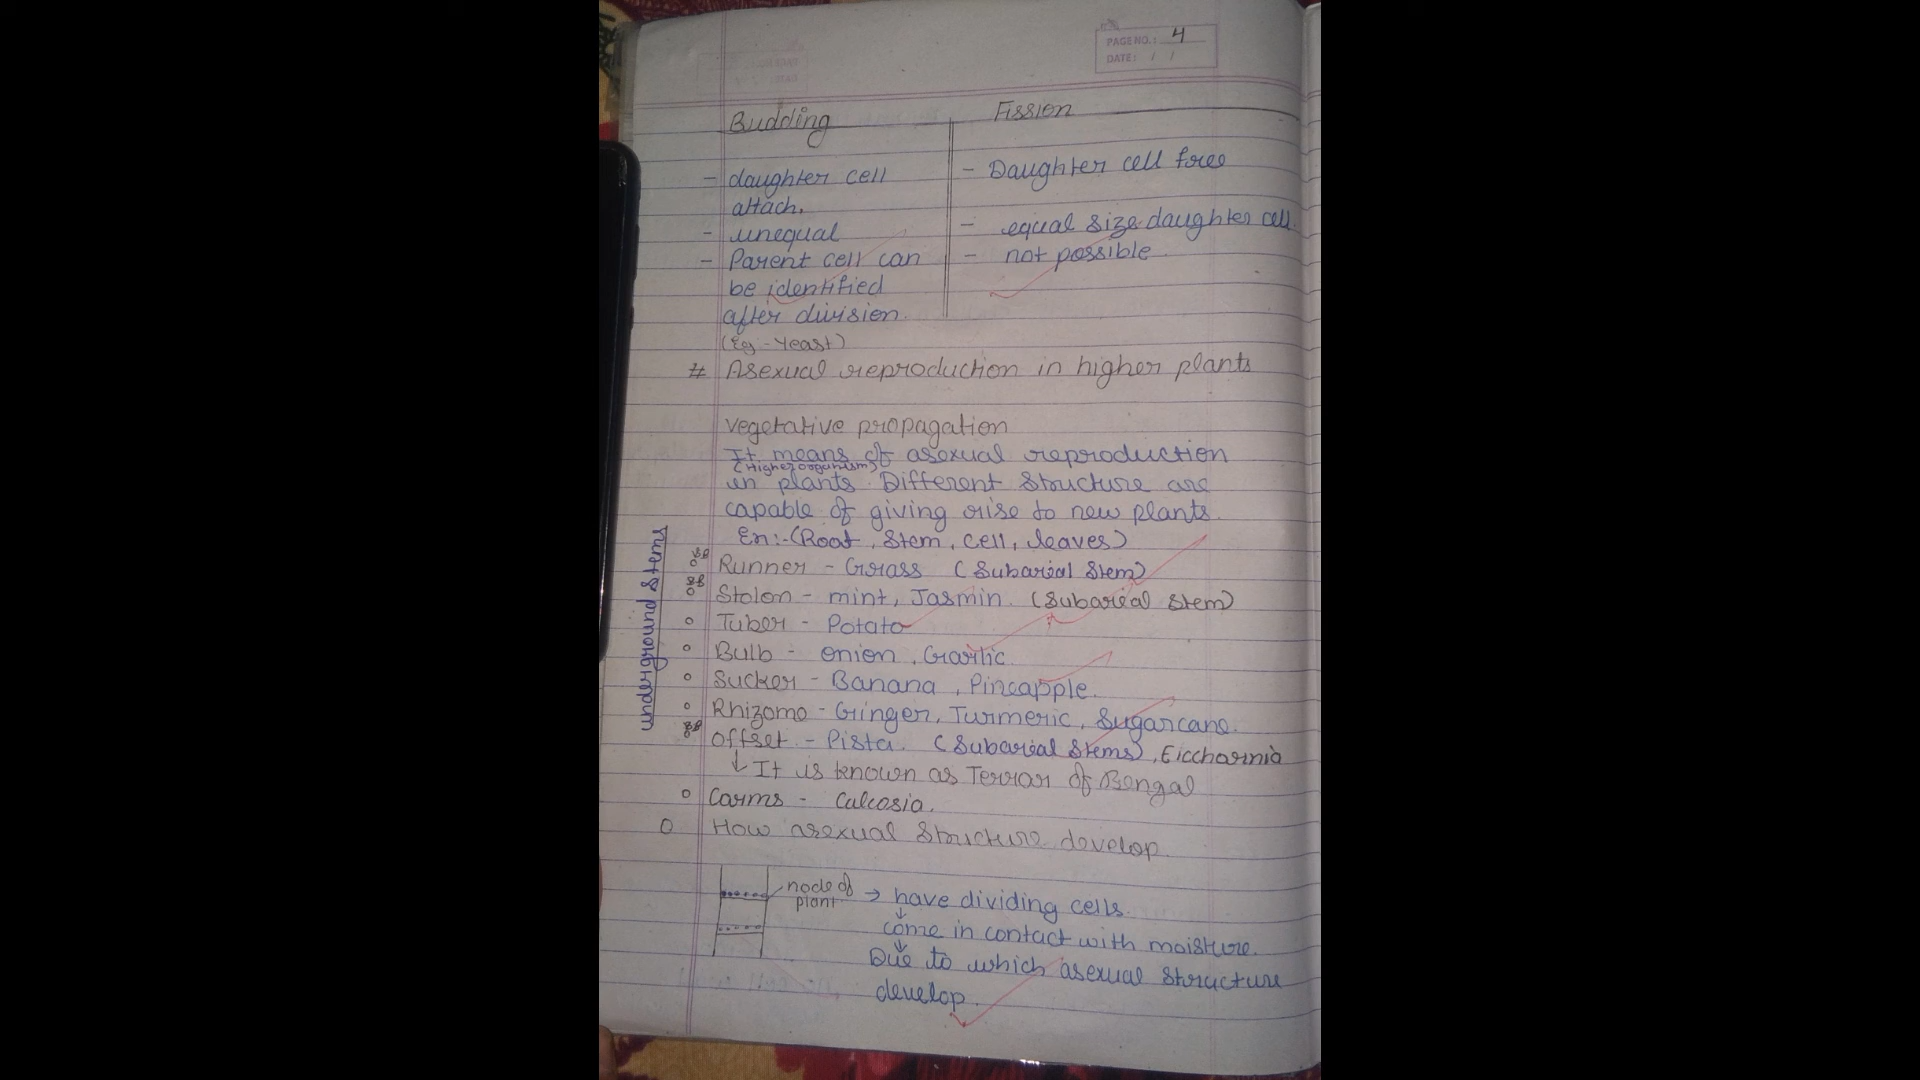 PAGE NO.: 4
DATE: / /
Budding
Fission
- daughter cell
attach.
- unequal
- Parent cell can
be identified
after division.
(Eg - Yeast)
- Daughter cell free
- equal size daughter cell.
- not possible
# Asexual reproduction in higher plants
vegetative propagation
It means of asexual reproduction
(Higher organism)
in plants. Different Structure are
capable of giving rise to new plants.
En:- (Root, Stem, cell, leaves)
underground Stems
Runner - Grass (Subarial Stem)
Stolon - mint, Jasmin. (Subareal Stem)
Tuber - Potato
Bulb - onion, Garlic.
Sucker - Banana, Pineapple.
Rhizome - Ginger, Turmeric, Sugarcane.
offset - Pista. (Subarial Stems), Eiccharnia
↓ It is known as Terror of Bengal
Corms - Calcosia.
O How asexual Structure develop.
node of
plant
→ have dividing cells.
↓
come in contact with moisture.
↓
Due to which asexual structure
develop.